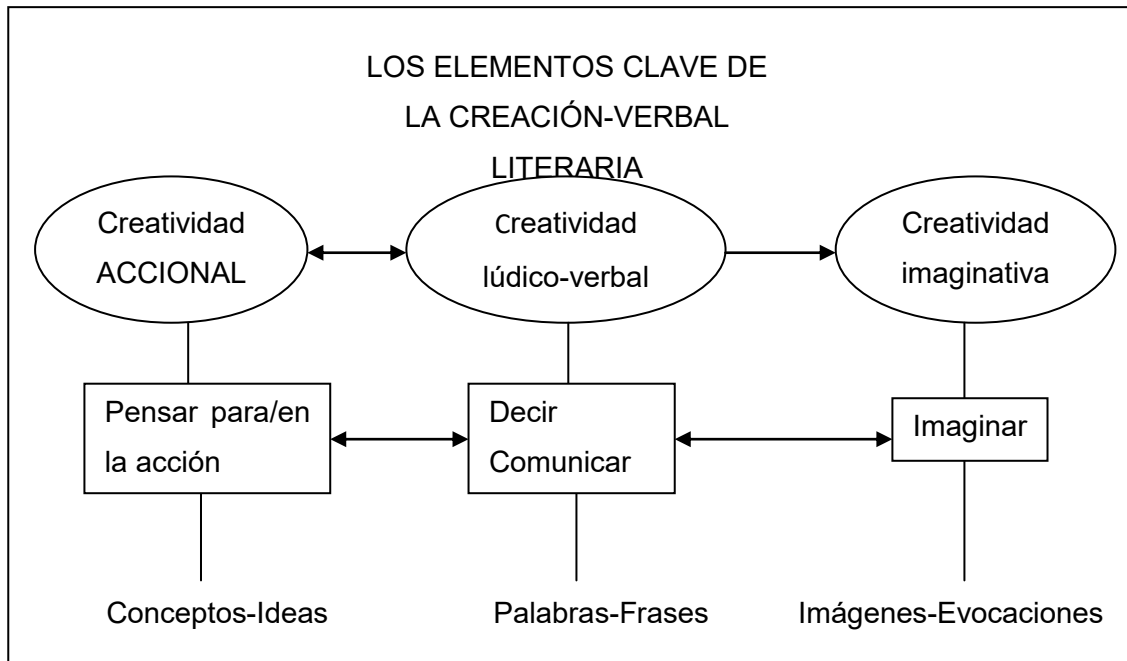 LOS ELEMENTOS CLAVE DE
LA CREACIÓN-VERBAL
LITERARIA
Creatividad
ACCIONAL
Creatividad
lúdico-verbal
Creatividad
imaginativa
Pensar para/en
la acción
Decir
Comunicar
Imaginar
Conceptos-Ideas
Palabras-Frases
Imágenes-Evocaciones